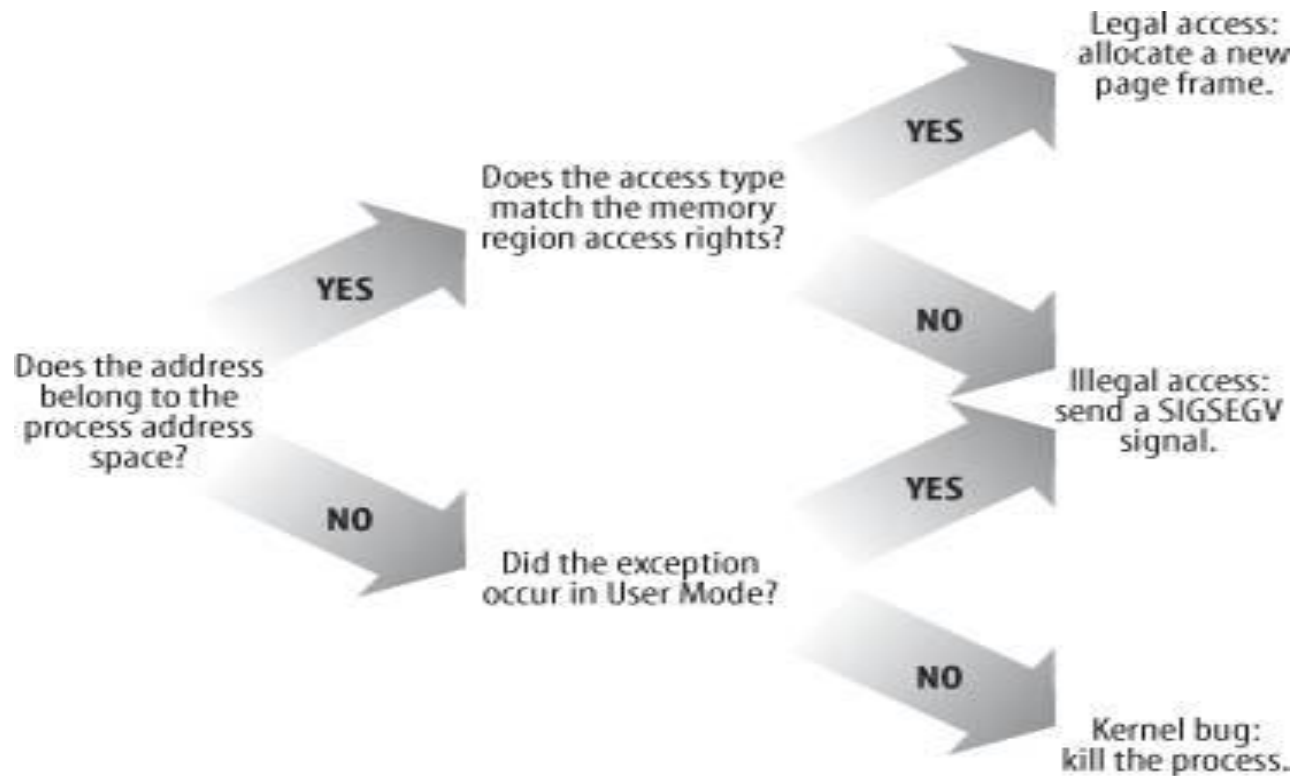 Legal access:
allocate a new
page frame.
YES
Does the access type
match the memory
region access rights?
YES
NO
Does the address
belong to the
process address
space?
Illegal access:
send a SIGSEGV
signal.
YES
NO
Did the exception
occur in User Mode?
NO
Kernel bug:
kill the process.